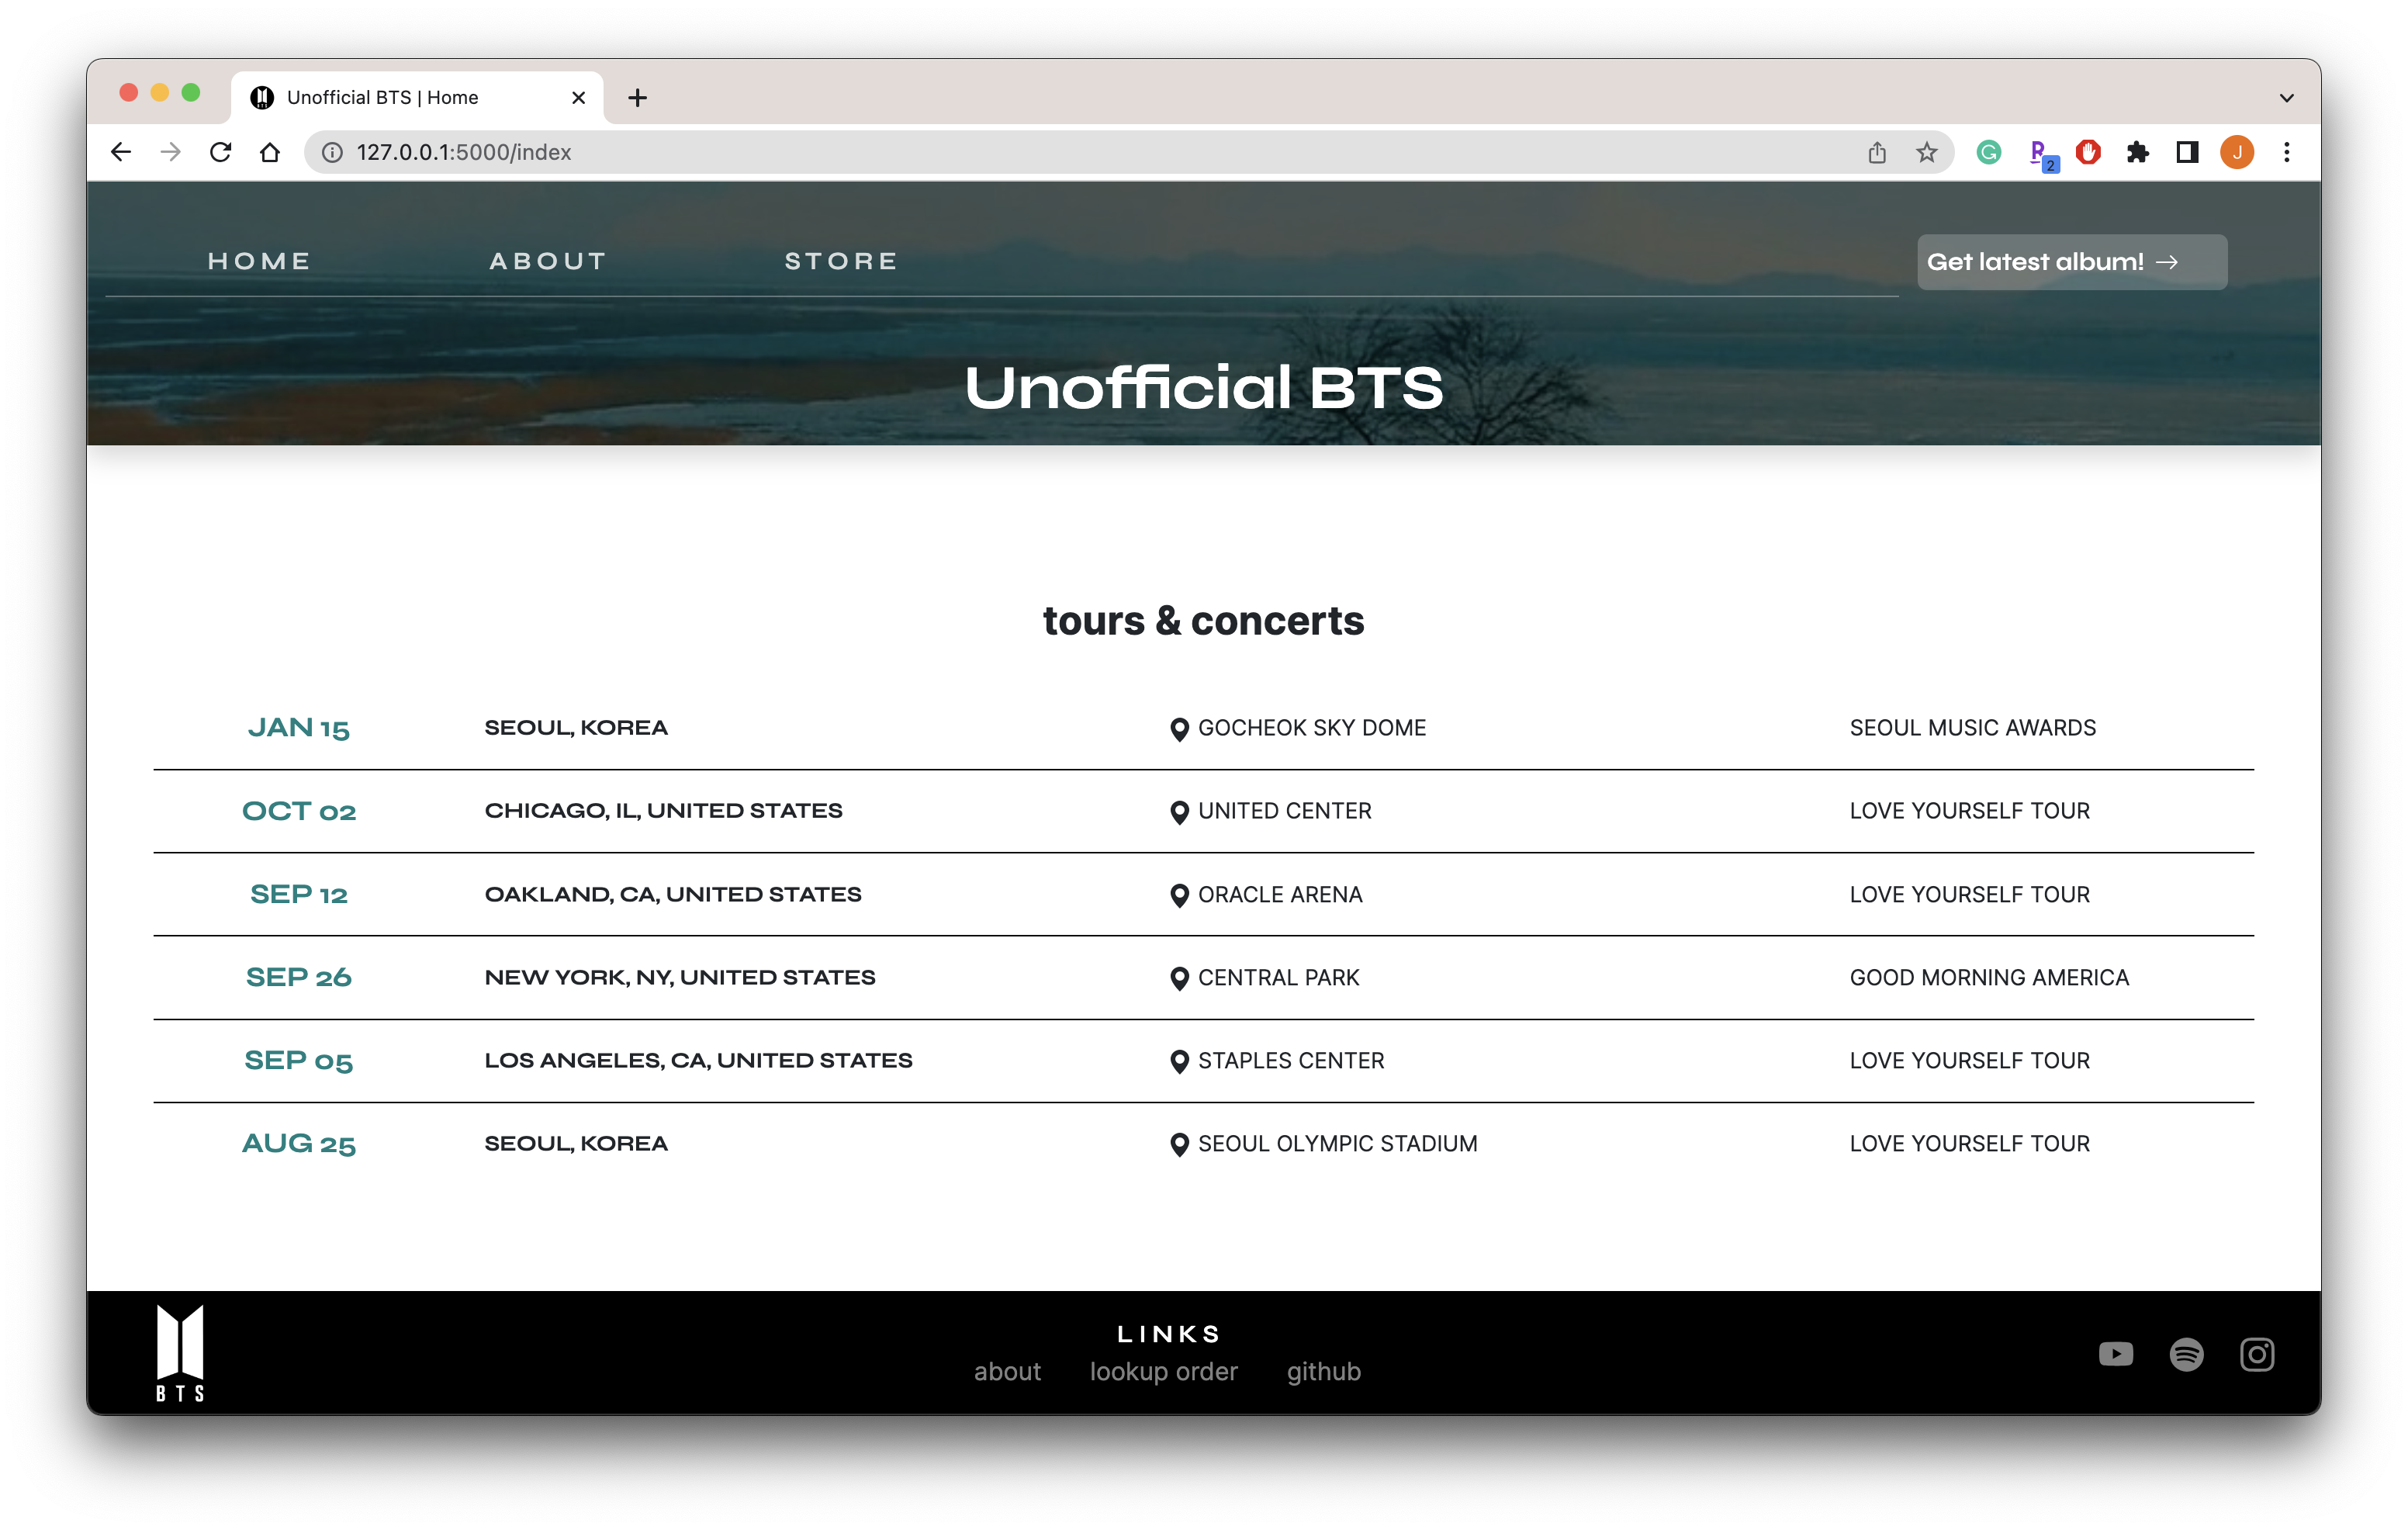 Unofficial BTS | Home
127.0.0.1:5000/index
2
J
HOME ABOUT STORE Get latest album! →
Unofficial BTS
tours & concerts
JAN 15 SEOUL, KOREA GOCHEOK SKY DOME SEOUL MUSIC AWARDS
OCT 02 CHICAGO, IL, UNITED STATES UNITED CENTER LOVE YOURSELF TOUR
SEP 12 OAKLAND, CA, UNITED STATES ORACLE ARENA LOVE YOURSELF TOUR
SEP 26 NEW YORK, NY, UNITED STATES CENTRAL PARK GOOD MORNING AMERICA
SEP 05 LOS ANGELES, CA, UNITED STATES STAPLES CENTER LOVE YOURSELF TOUR
AUG 25 SEOUL, KOREA SEOUL OLYMPIC STADIUM LOVE YOURSELF TOUR
BTS
LINKS
about lookup order github